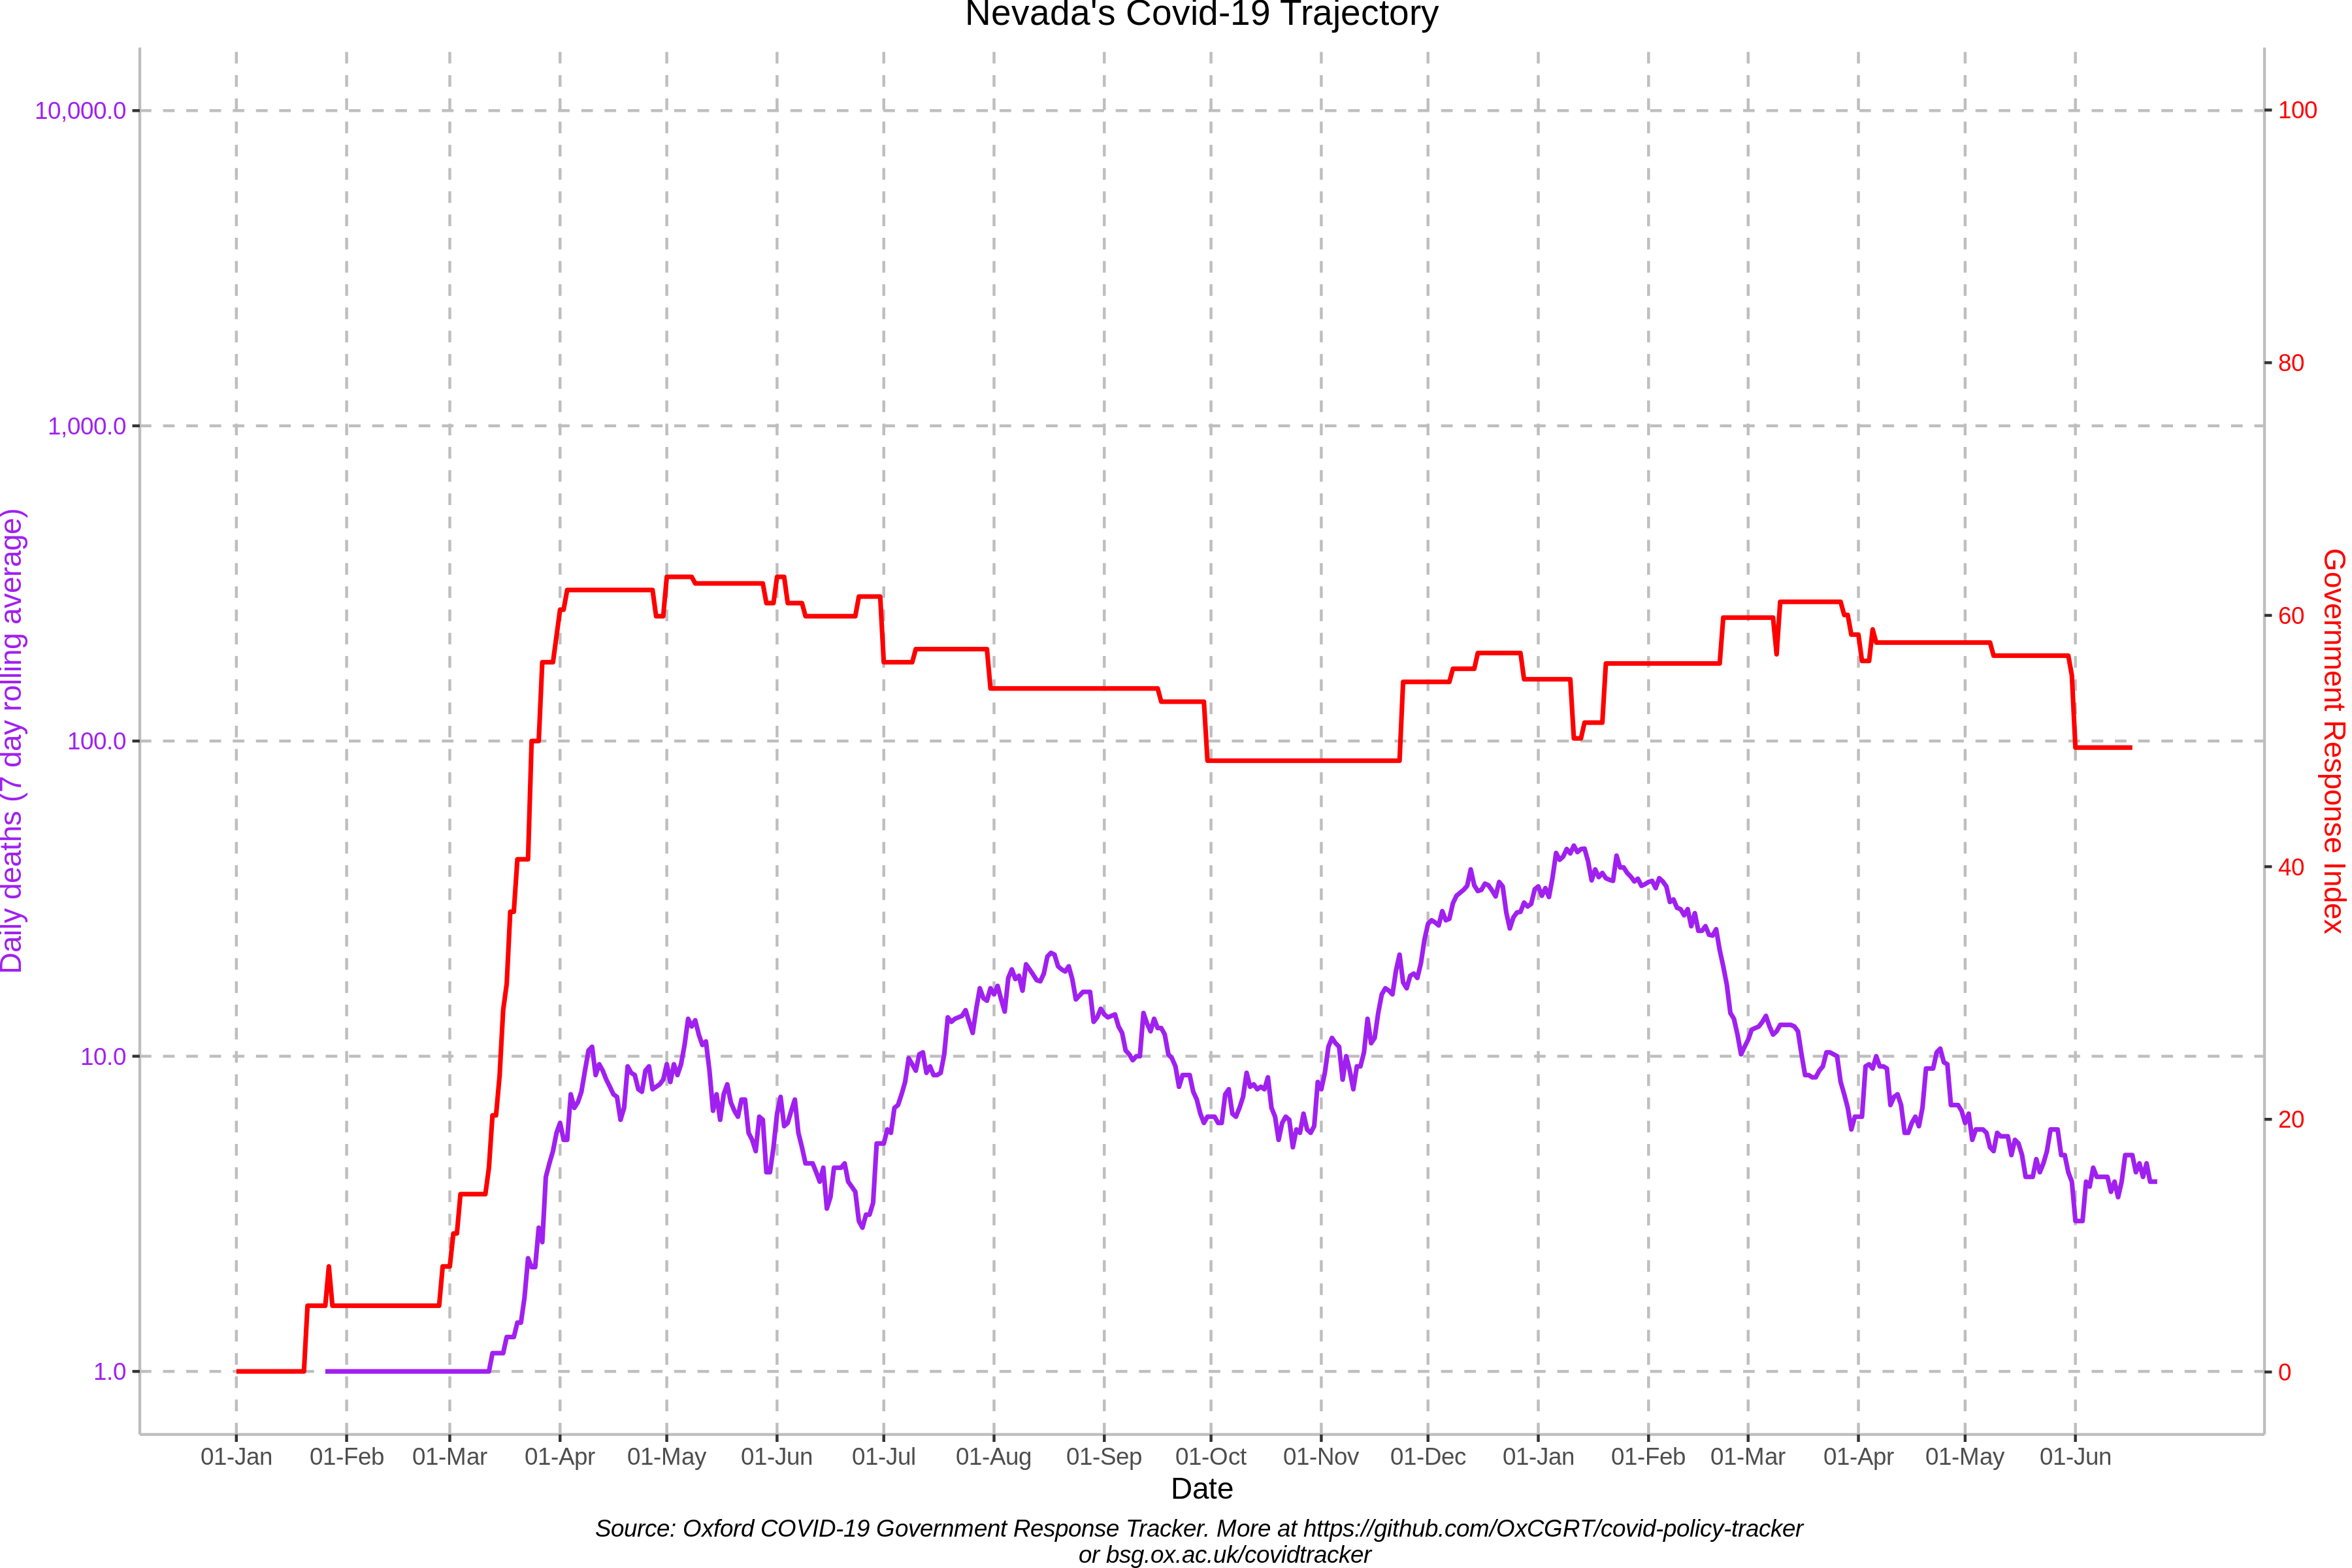 Nevada's Covid-19 Trajectory
10,000.0
1,000.0
100.0
10.0
1.0
Daily deaths (7 day rolling average)
100
80
60
40
20
0
Government Response Index
01-Jan 01-Feb 01-Mar 01-Apr 01-May 01-Jun 01-Jul 01-Aug 01-Sep 01-Oct 01-Nov 01-Dec 01-Jan 01-Feb 01-Mar 01-Apr 01-May 01-Jun
Date
Source: Oxford COVID-19 Government Response Tracker. More at https://github.com/OxCGRT/covid-policy-tracker
or bsg.ox.ac.uk/covidtracker